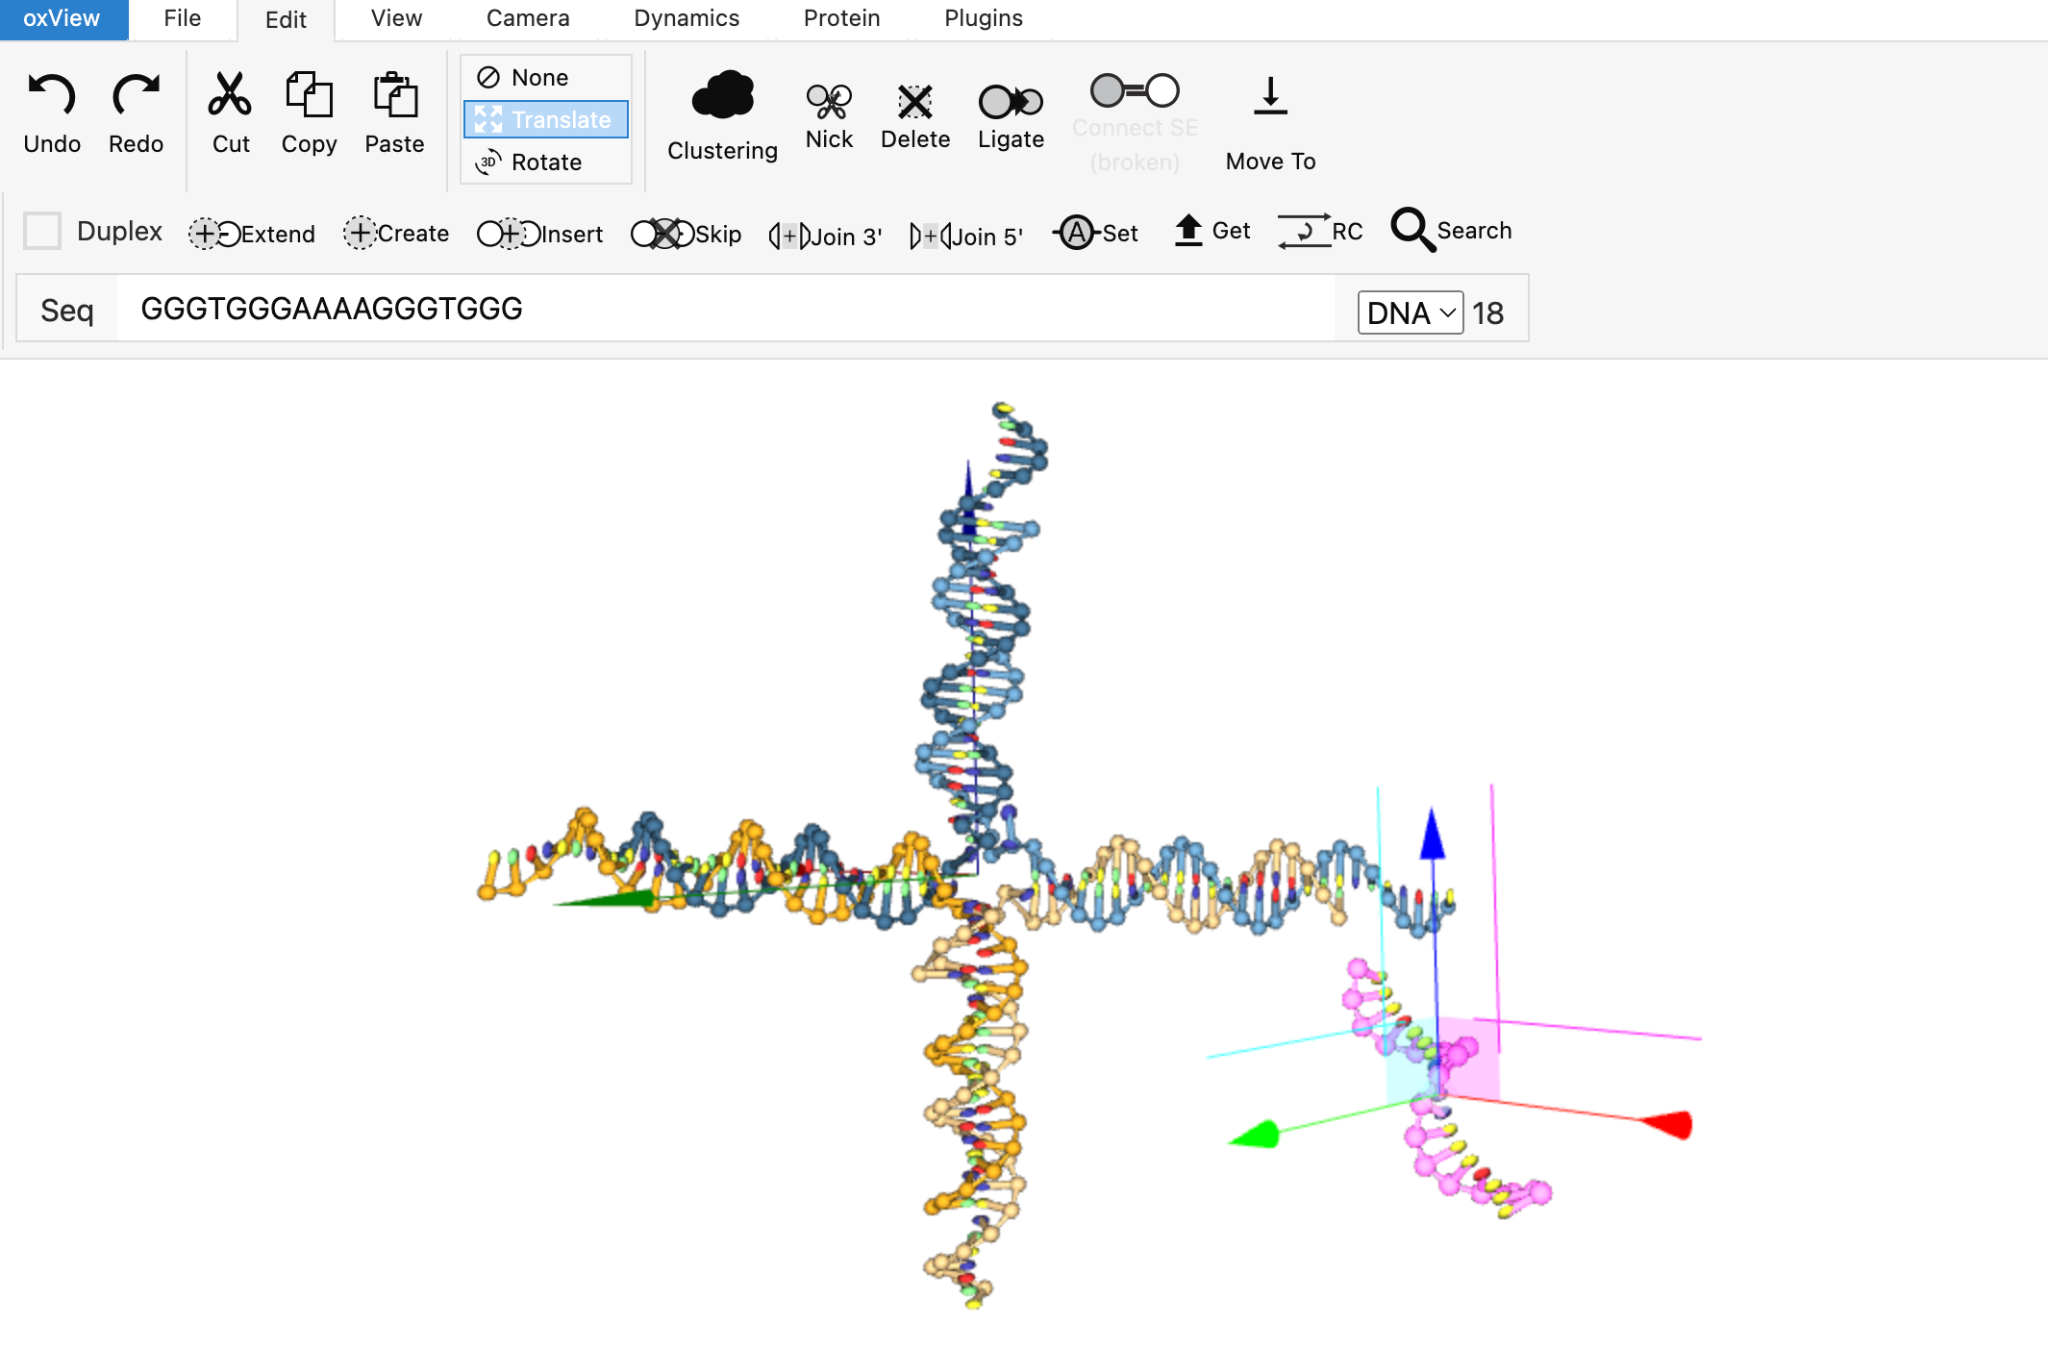 oxView File Edit View Camera Dynamics Protein Plugins
Undo Redo Cut Copy Paste
None
Translate
3D Rotate
Clustering Nick Delete Ligate Connect SE
(broken)
Move To
Duplex Extend Create Insert Skip Join 3' Join 5' A Set Get RC Search
Seq GGGTGGGAAAAGGGTGGG DNA 18